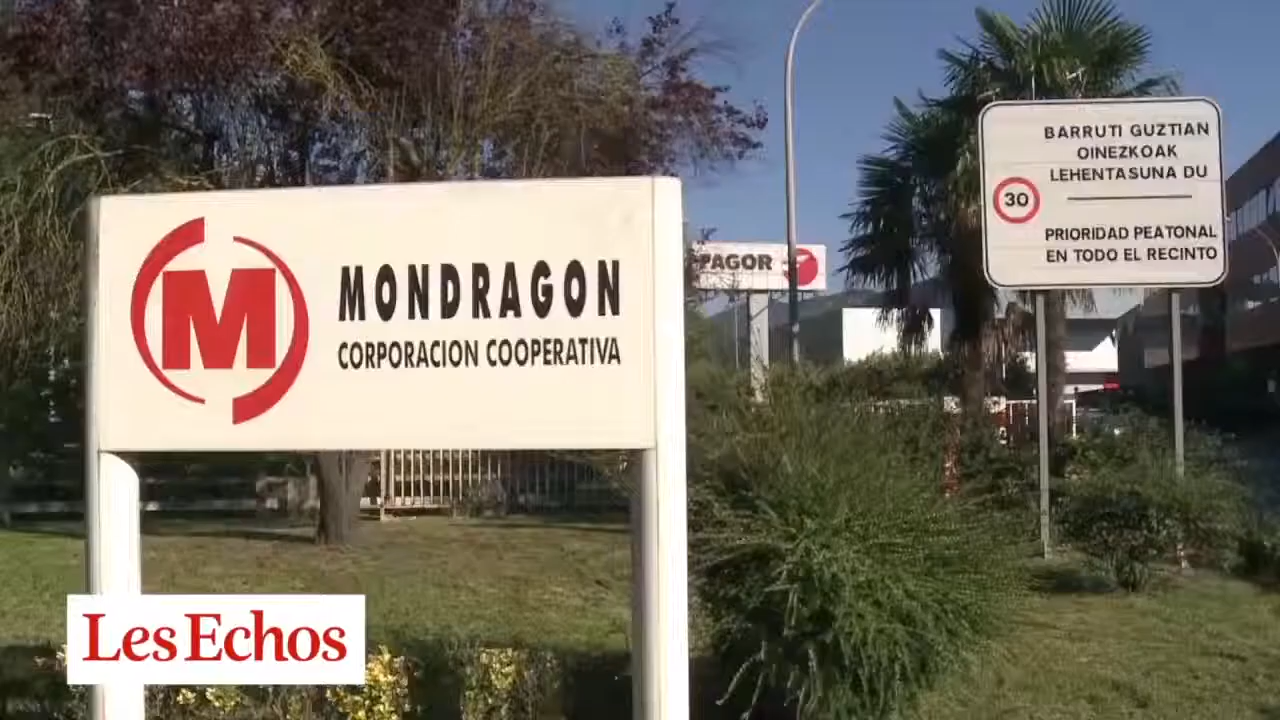 M
MONDRAGON
CORPORACION COOPERATIVA
FAGOR
BARRUTI GUZTIAN
OINEZKOAK
LEHENTASUNA DU
30
PRIORIDAD PEATONAL
EN TODO EL RECINTO
Les Echos